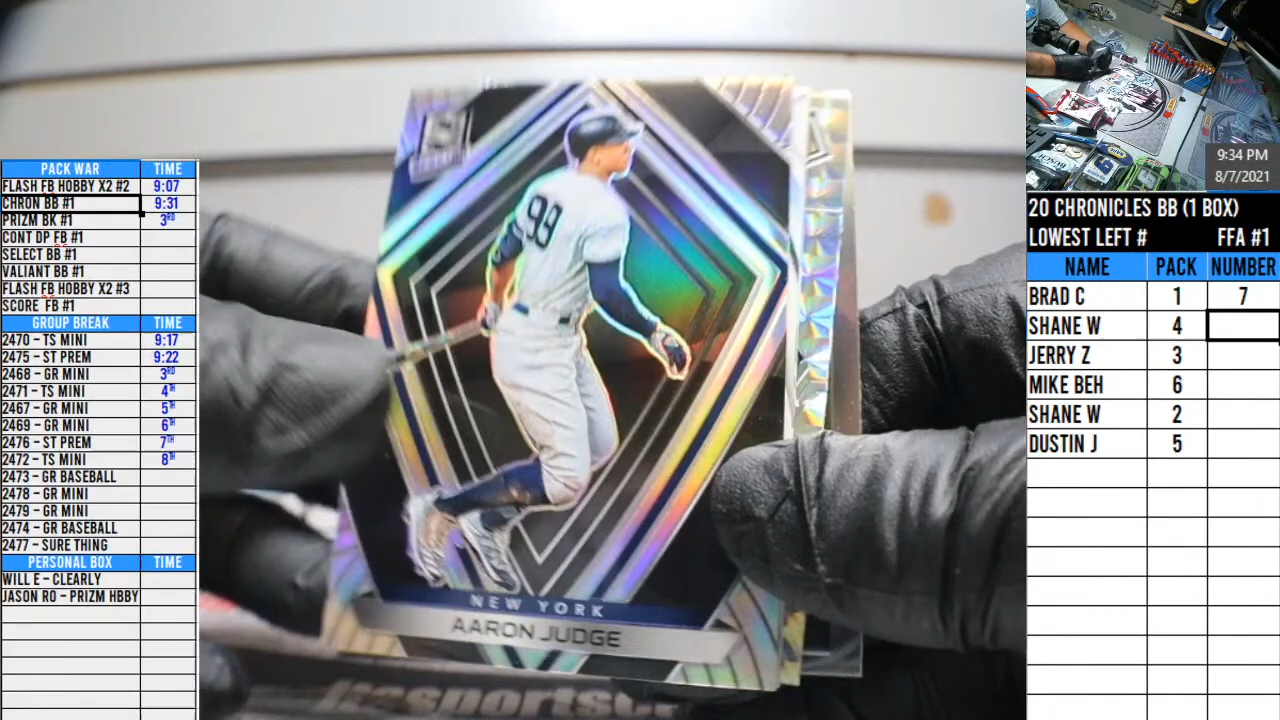 PACK WAR TIME
FLASH FB HOBBY X2 #2 9:07
CHRON BB #1 9:31
PRIZM BK #1 3RD
CONT DP FB #1
SELECT BB #1
VALIANT BB #1
FLASH FB HOBBY X2 #3
SCORE FB #1
GROUP BREAK TIME
2470 – TS MINI 9:17
2475 – ST PREM 9:22
2468 – GR MINI 3RD
2471 – TS MINI 4TH
2467 – GR MINI 5TH
2469 – GR MINI 6TH
2476 – ST PREM 7TH
2472 – TS MINI 8TH
2473 – GR BASEBALL
2478 – GR MINI
2479 – GR MINI
2474 – GR BASEBALL
2477 – SURE THING
PERSONAL BOX TIME
WILL E – CLEARLY
JASON RO – PRIZM HBBY
99
NEW YORK
AARON JUDGE
9:34 PM
8/7/2021
20 CHRONICLES BB (1 BOX)
LOWEST LEFT # FFA #1
NAME PACK NUMBER
BRAD C 1 7
SHANE W 4
JERRY Z 3
MIKE BEH 6
SHANE W 2
DUSTIN J 5